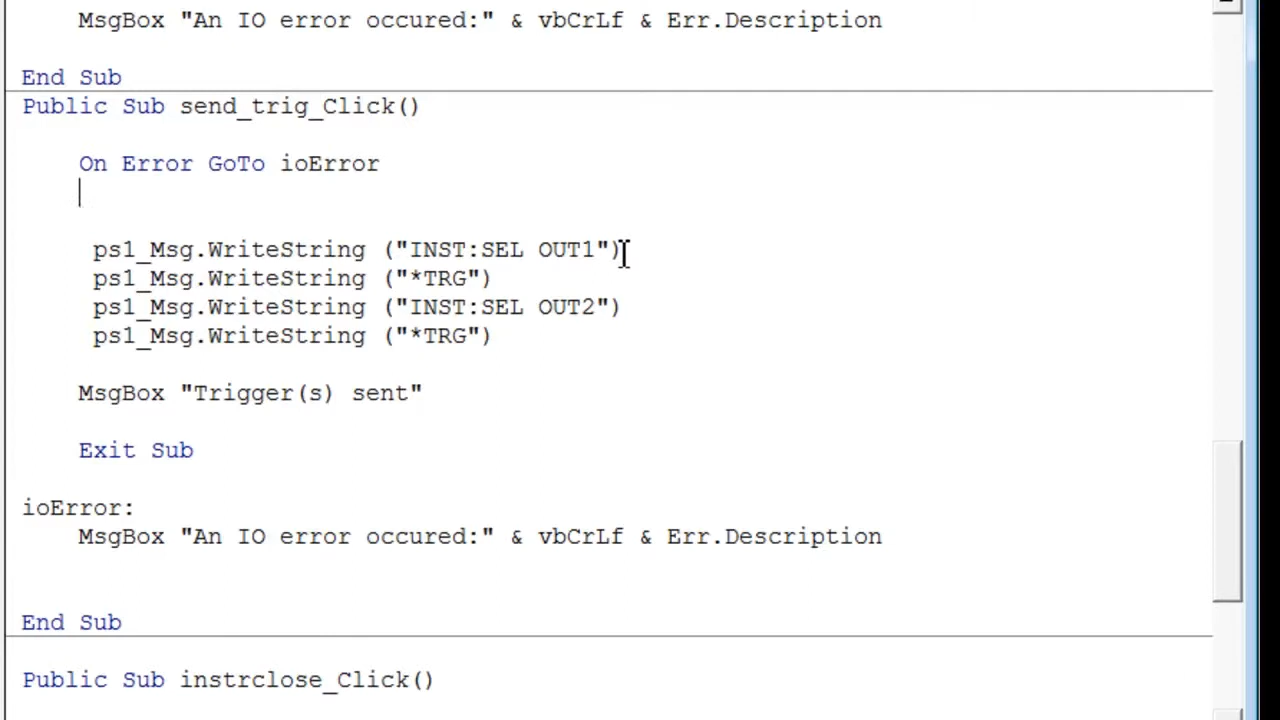 MsgBox "An IO error occured:" & vbCrLf & Err.Description
End Sub
Public Sub send_trig_Click()
On Error GoTo ioError
ps1_Msg.WriteString ("INST:SEL OUT1")
ps1_Msg.WriteString ("*TRG")
ps1_Msg.WriteString ("INST:SEL OUT2")
ps1_Msg.WriteString ("*TRG")
MsgBox "Trigger(s) sent"
Exit Sub
ioError:
MsgBox "An IO error occured:" & vbCrLf & Err.Description
End Sub
Public Sub instrclose_Click()